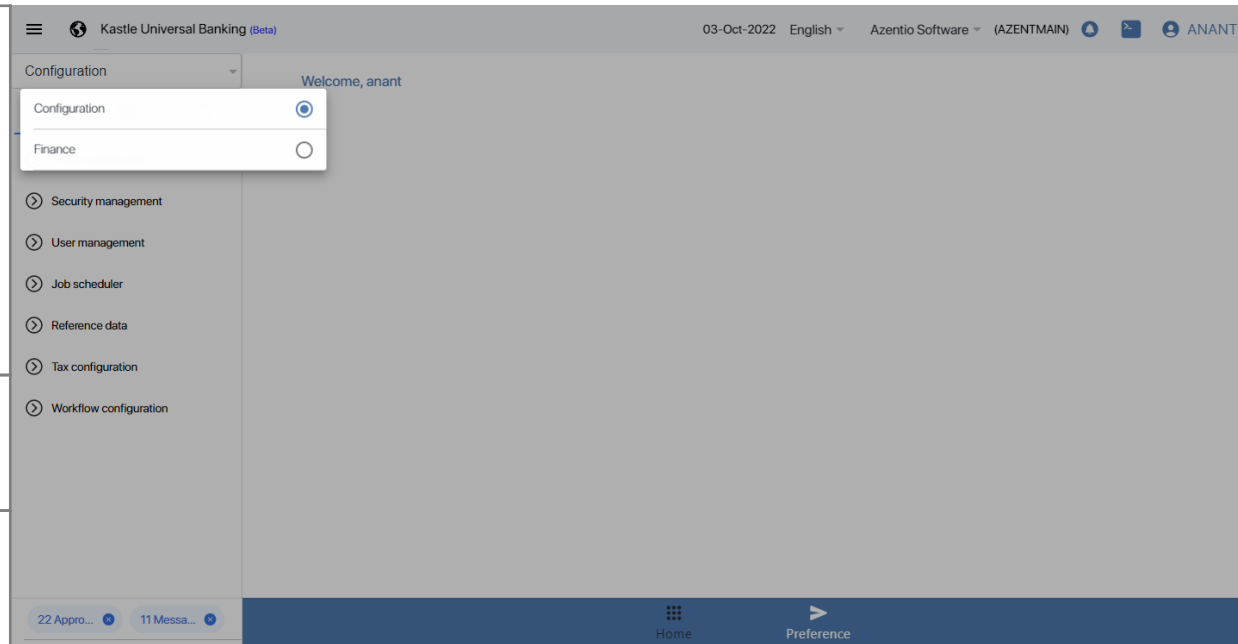 Kastle Universal Banking (Beta)
03-Oct-2022 English Azentio Software (AZENTMAIN) ANANT
Configuration
Welcome, anant
Configuration
Finance
Security management
User management
Job scheduler
Reference data
Tax configuration
Workflow configuration
22 Appro... 11 Messa...
Home Preference